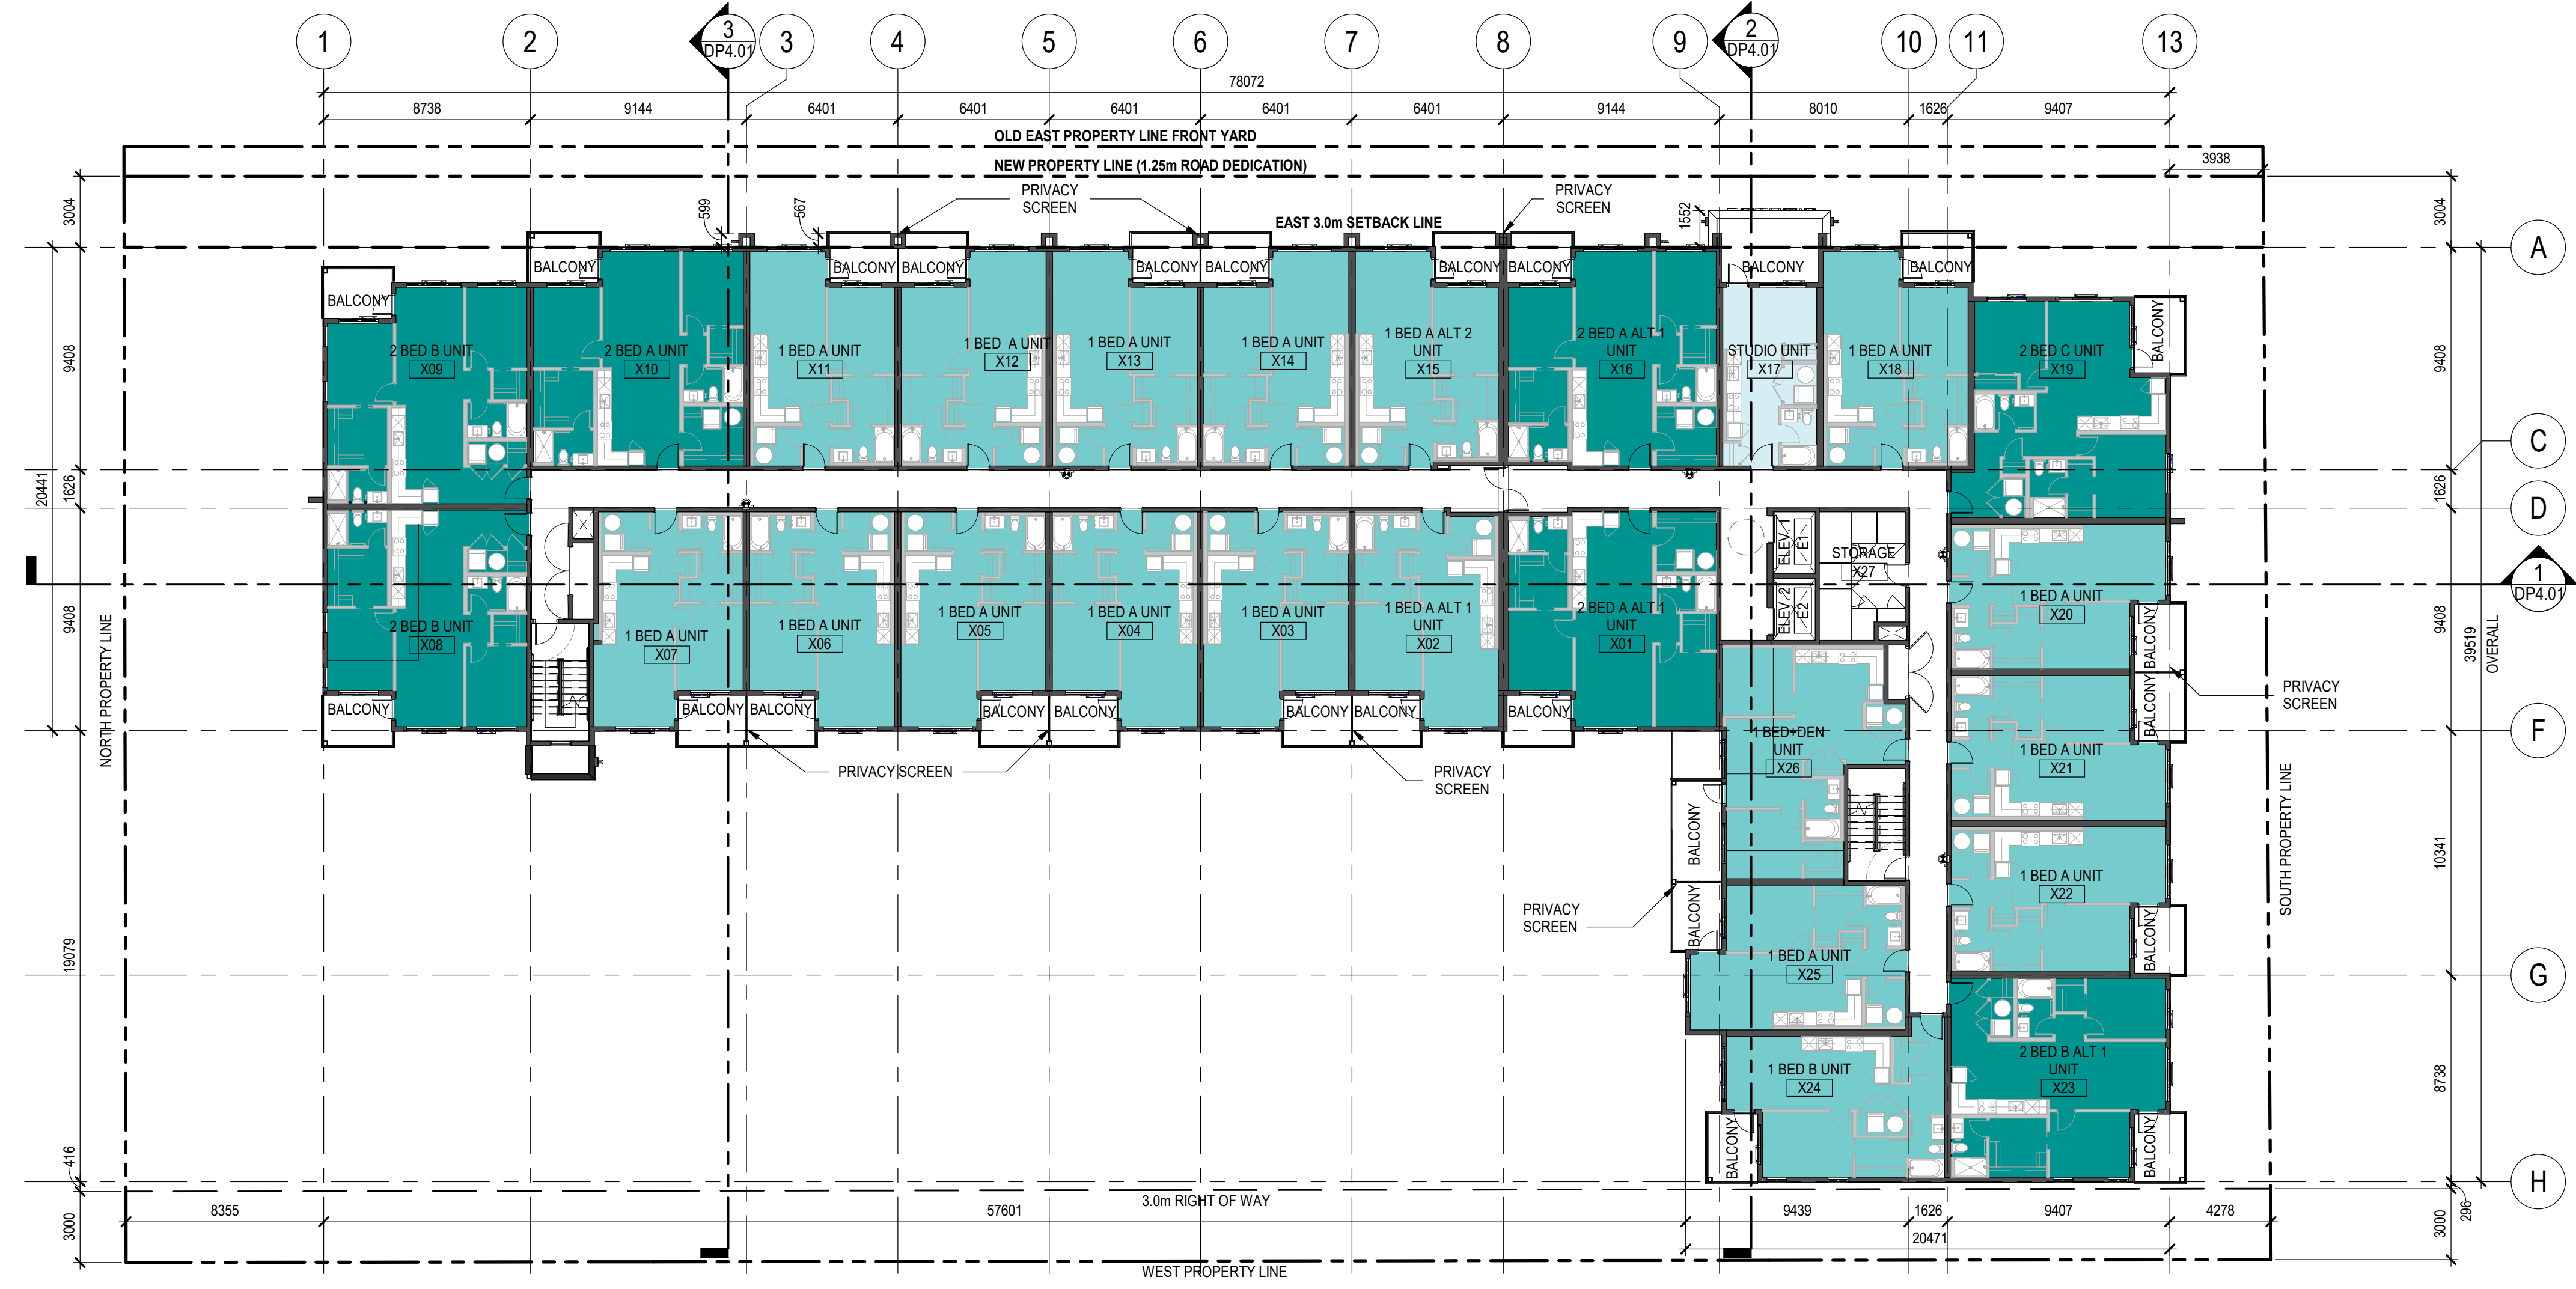 1 2 3 3 4 5 6 7 8 9 2 10 11 13
DP4.01 DP4.01
78072
8738 9144 6401 6401 6401 6401 6401 9144 8010 1626 9407
OLD EAST PROPERTY LINE FRONT YARD
NEW PROPERTY LINE (1.25m ROAD DEDICATION)
3938
PRIVACY
SCREEN
PRIVACY
SCREEN
3004
599
567
1552
3004
EAST 3.0m SETBACK LINE
A
BALCONY
BALCONY
BALCONY
BALCONY
BALCONY
BALCONY
BALCONY
BALCONY
BALCONY
BALCONY
BALCONY
BALCONY
2 BED B UNIT
X09
2 BED A UNIT
X10
1 BED A UNIT
X11
1 BED A UNIT
X12
1 BED A UNIT
X13
1 BED A UNIT
X14
1 BED A ALT 2
UNIT
X15
2 BED A ALT 1
UNIT
X16
STUDIO UNIT
X17
1 BED A UNIT
X18
2 BED C UNIT
X19
9408
9408
C
20441
1626
1626
D
ELEV.1
E1
ELEV.2
E2
STORAGE
X27
1
DP4.01
9408
9408
39519
OVERALL
2 BED B UNIT
X08
1 BED A UNIT
X07
1 BED A UNIT
X06
1 BED A UNIT
X05
1 BED A UNIT
X04
1 BED A UNIT
X03
1 BED A ALT 1
UNIT
X02
2 BED A ALT 1
UNIT
X01
1 BED A UNIT
X20
BALCONY
BALCONY
PRIVACY
SCREEN
NORTH PROPERTY LINE
BALCONY
BALCONY
BALCONY
BALCONY
BALCONY
BALCONY
BALCONY
BALCONY
F
1 BED+DEN
UNIT
X26
1 BED A UNIT
X21
PRIVACY SCREEN
PRIVACY
SCREEN
BALCONY
SOUTH PROPERTY LINE
10341
1 BED A UNIT
X22
BALCONY
BALCONY
PRIVACY
SCREEN
19079
1 BED A UNIT
X25
G
1 BED B UNIT
X24
2 BED B ALT 1
UNIT
X23
8738
BALCONY
BALCONY
416
H
3.0m RIGHT OF WAY
296
8355 57601 9439 1626 9407 4278
3000
3000
20471
WEST PROPERTY LINE